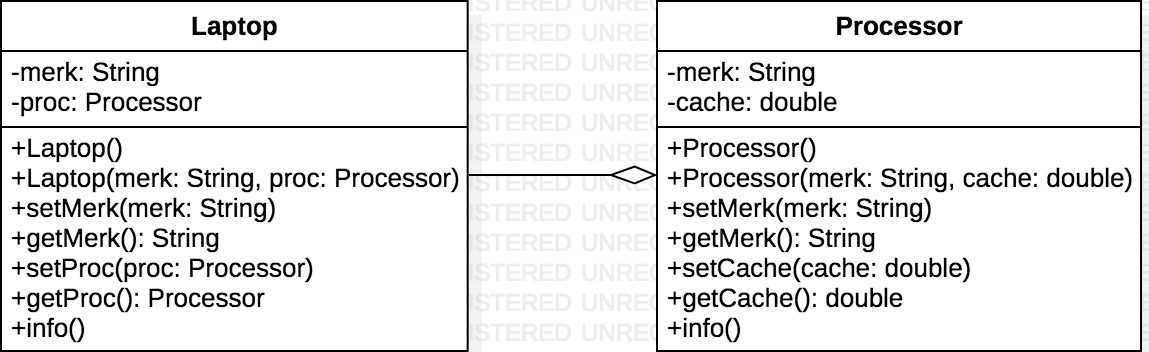 Laptop
-merk: String
-proc: Processor
+Laptop()
+Laptop(merk: String, proc: Processor)
+setMerk(merk: String)
+getMerk(): String
+setProc(proc: Processor)
+getProc(): Processor
+info()
Processor
-merk: String
-cache: double
+Processor()
+Processor(merk: String, cache: double)
+setMerk(merk: String)
+getMerk(): String
+setCache(cache: double)
+getCache(): double
+info()